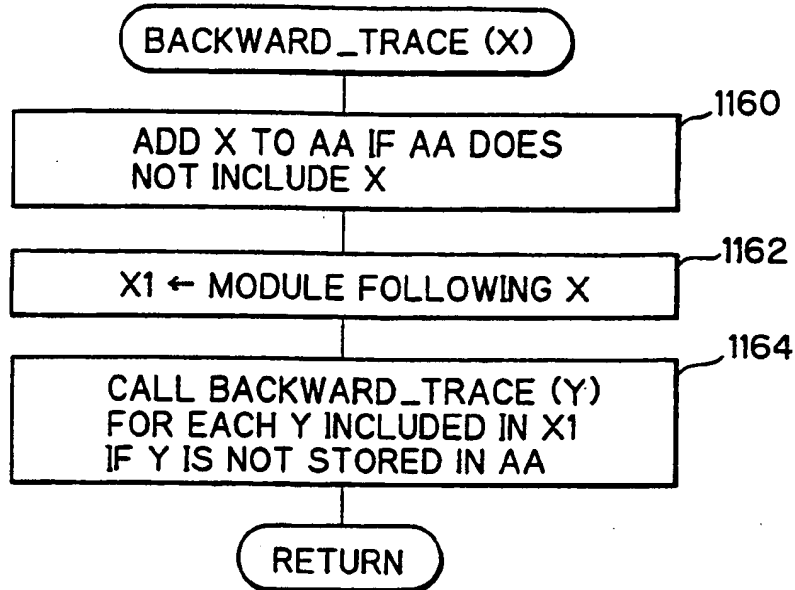 BACKWARD_TRACE (X)
1160
ADD X TO AA IF AA DOES
NOT INCLUDE X
1162
X1 ← MODULE FOLLOWING X
1164
CALL BACKWARD_TRACE (Y)
FOR EACH Y INCLUDED IN X1
IF Y IS NOT STORED IN AA
RETURN